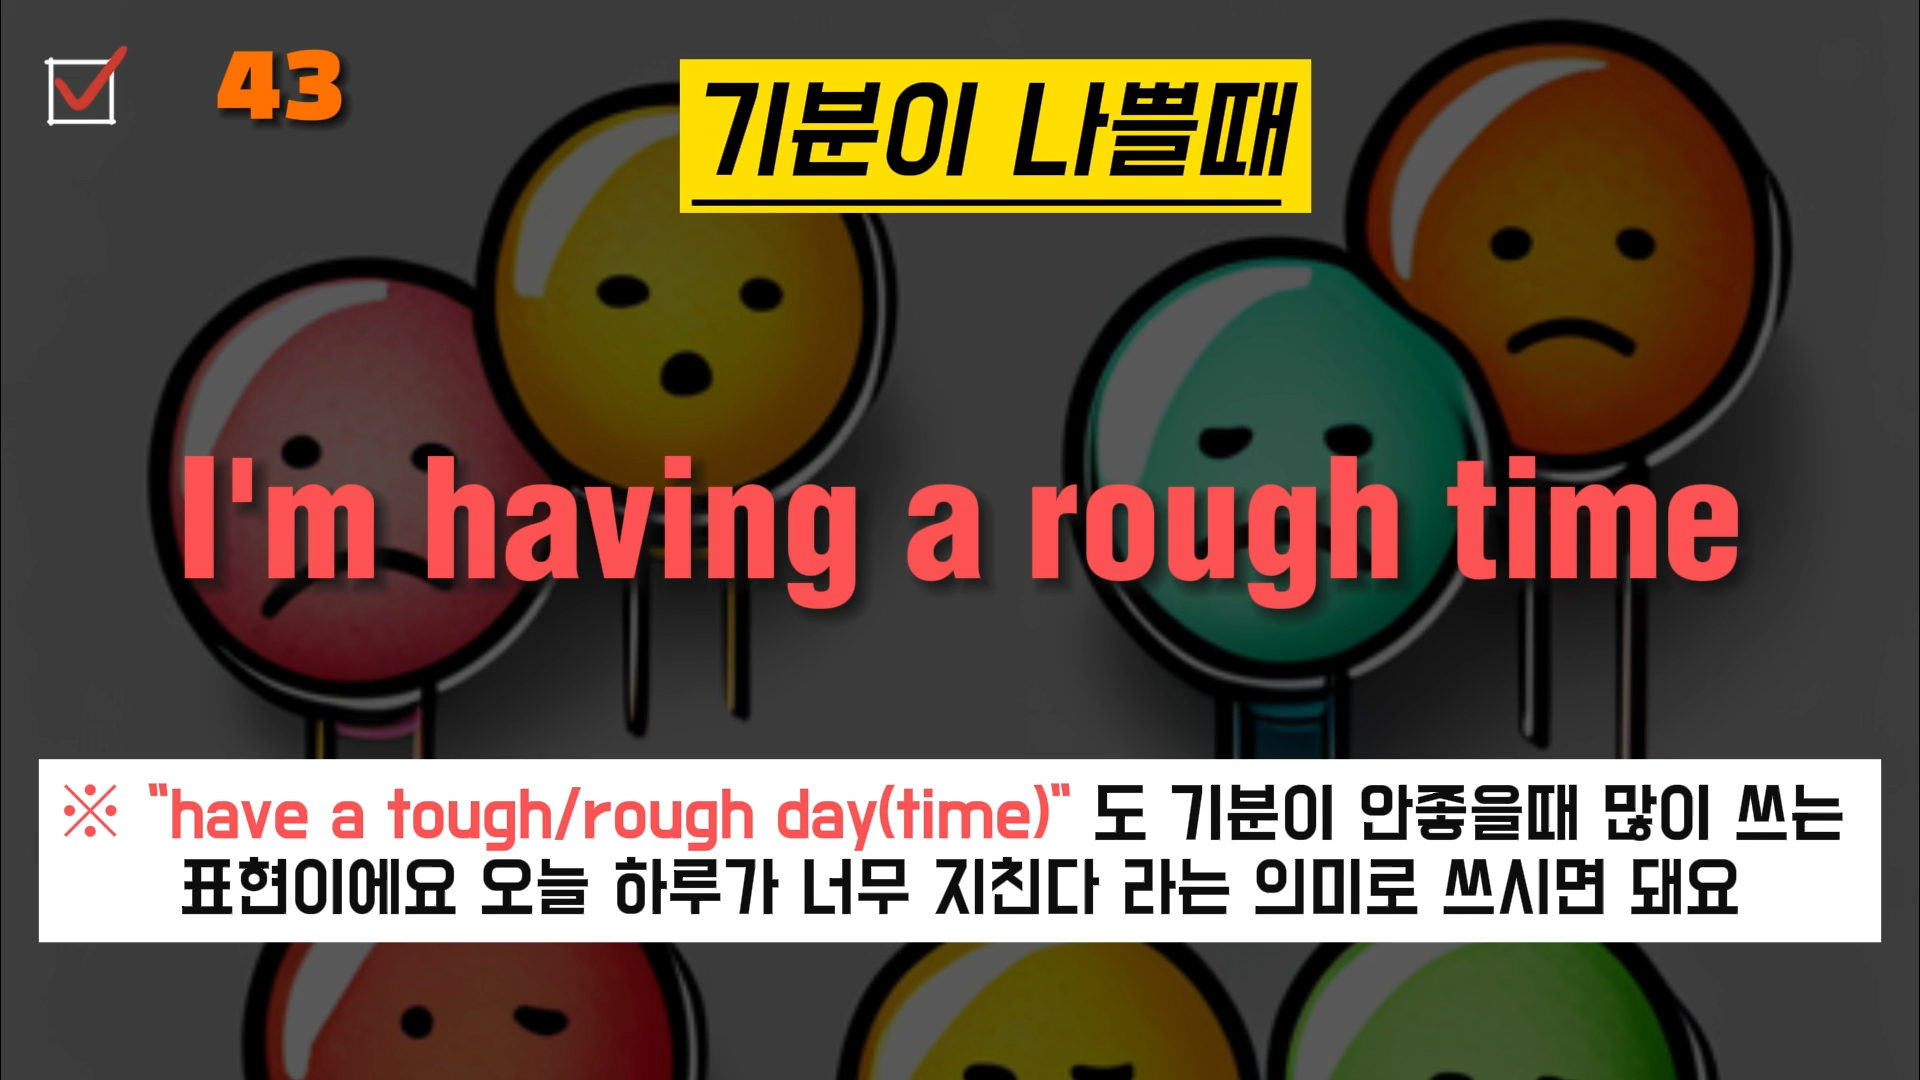 43
기분이 나쁠때
I'm having a rough time
※ "have a tough/rough day(time)" 도 기분이 안좋을때 많이 쓰는
표현이에요 오늘 하루가 너무 지친다 라는 의미로 쓰시면 돼요